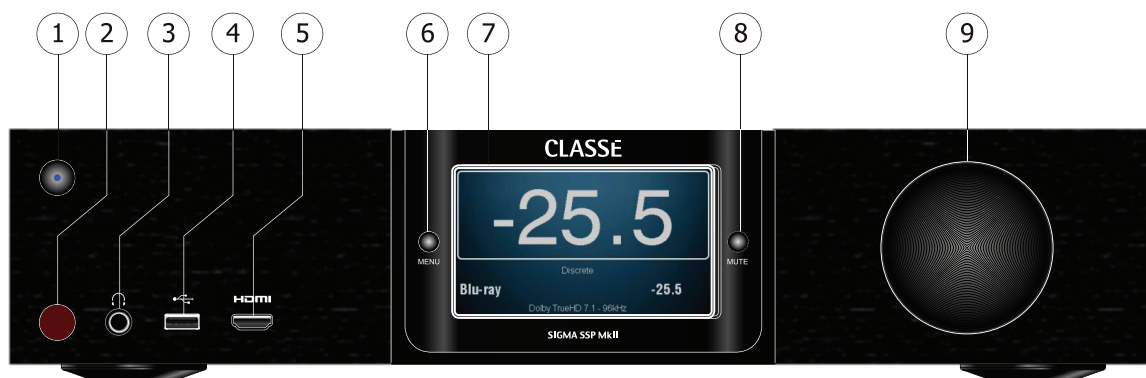 1 2 3 4 5 6 7 8 9
CLASSÉ
-25.5
MENU
MUTE
Discrete
Blu-ray -25.5
Dolby TrueHD 7.1 - 96kHz
HDMI
SIGMA SSP MkII